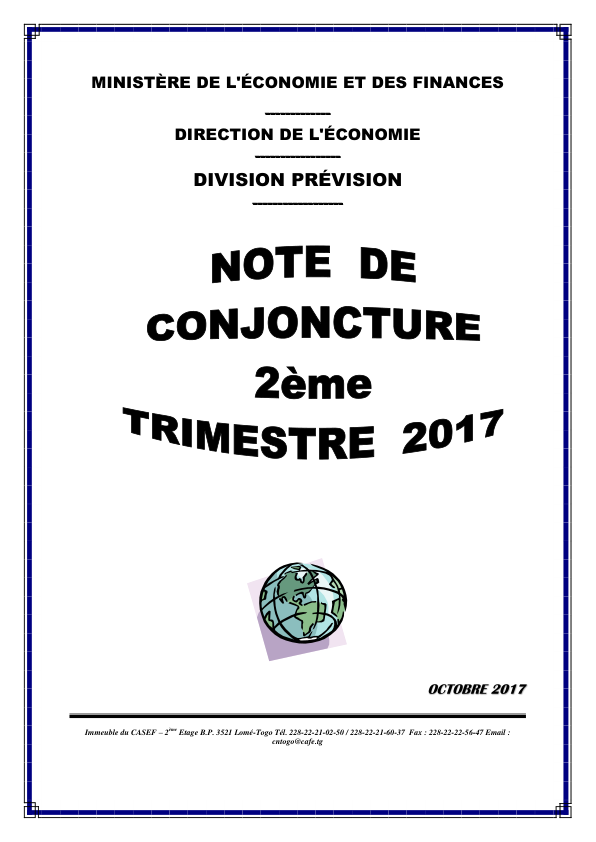 MINISTÈRE DE L'ÉCONOMIE ET DES FINANCES
-------------
DIRECTION DE L'ÉCONOMIE
-----------------
DIVISION PRÉVISION
------------------
NOTE DE
CONJONCTURE
2ème
TRIMESTRE 2017
OCTOBRE 2017
Immeuble du CASEF – 2ème Etage B.P. 3521 Lomé-Togo Tél. 228-22-21-02-50 / 228-22-21-60-37 Fax : 228-22-22-56-47 Email :
cntogo@cafe.tg